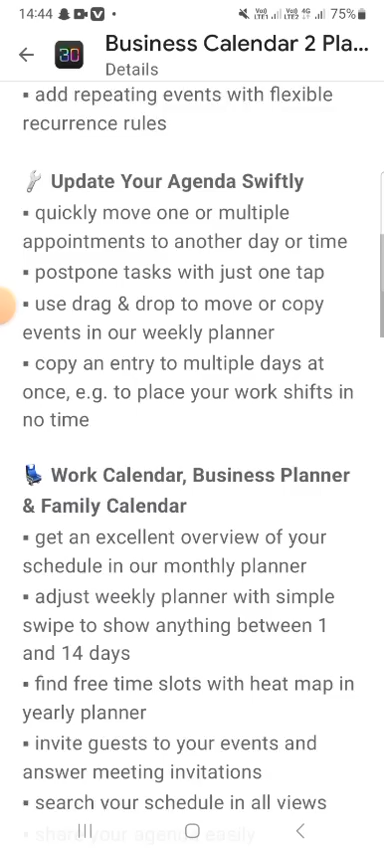 14:44
75%
Business Calendar 2 Pla...
30
Details
▪ add repeating events with flexible
recurrence rules
Update Your Agenda Swiftly
▪ quickly move one or multiple
appointments to another day or time
▪ postpone tasks with just one tap
▪ use drag & drop to move or copy
events in our weekly planner
▪ copy an entry to multiple days at
once, e.g. to place your work shifts in
no time
Work Calendar, Business Planner
& Family Calendar
▪ get an excellent overview of your
schedule in our monthly planner
▪ adjust weekly planner with simple
swipe to show anything between 1
and 14 days
▪ find free time slots with heat map in
yearly planner
▪ invite guests to your events and
answer meeting invitations
▪ search your schedule in all views
▪ share your agenda easily